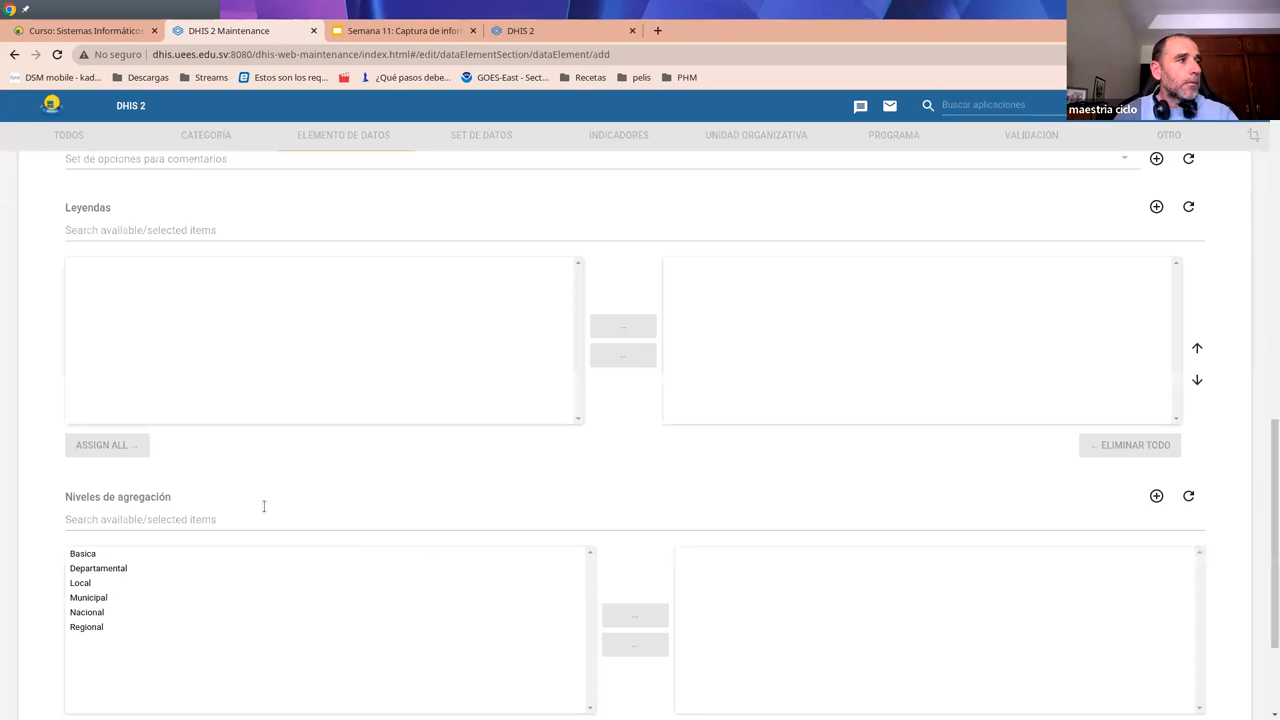 Curso: Sistemas Informáticos
DHIS 2 Maintenance
Semana 11: Captura de infor
DHIS 2
No seguro
dhis.uees.edu.sv:8080/dhis-web-maintenance/index.html#/edit/dataElementSection/dataElement/add
DSM mobile - kad...
Descargas
Streams
Estos son los req...
¿Qué pasos debe...
GOES-East - Sect...
Recetas
pelis
PHM
maestria ciclo
DHIS 2
Buscar aplicaciones
TODOS
CATEGORÍA
ELEMENTO DE DATOS
SET DE DATOS
INDICADORES
UNIDAD ORGANIZATIVA
PROGRAMA
VALIDACIÓN
OTRO
Set de opciones para comentarios
Leyendas
Search available/selected items
ASSIGN ALL →
← ELIMINAR TODO
Niveles de agregación
Search available/selected items
Basica
Departamental
Local
Municipal
Nacional
Regional